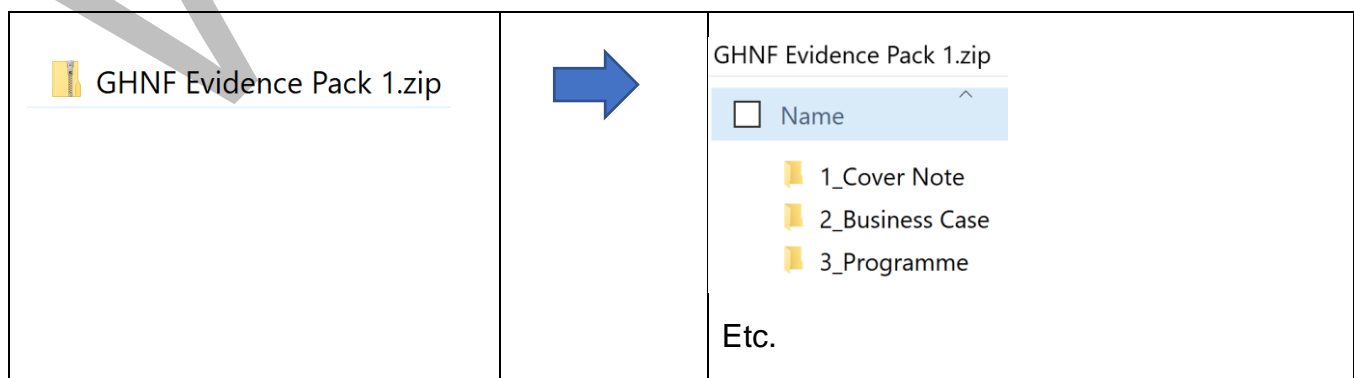 GHNF Evidence Pack 1.zip
GHNF Evidence Pack 1.zip
Name
1_Cover Note
2_Business Case
3_Programme
Etc.